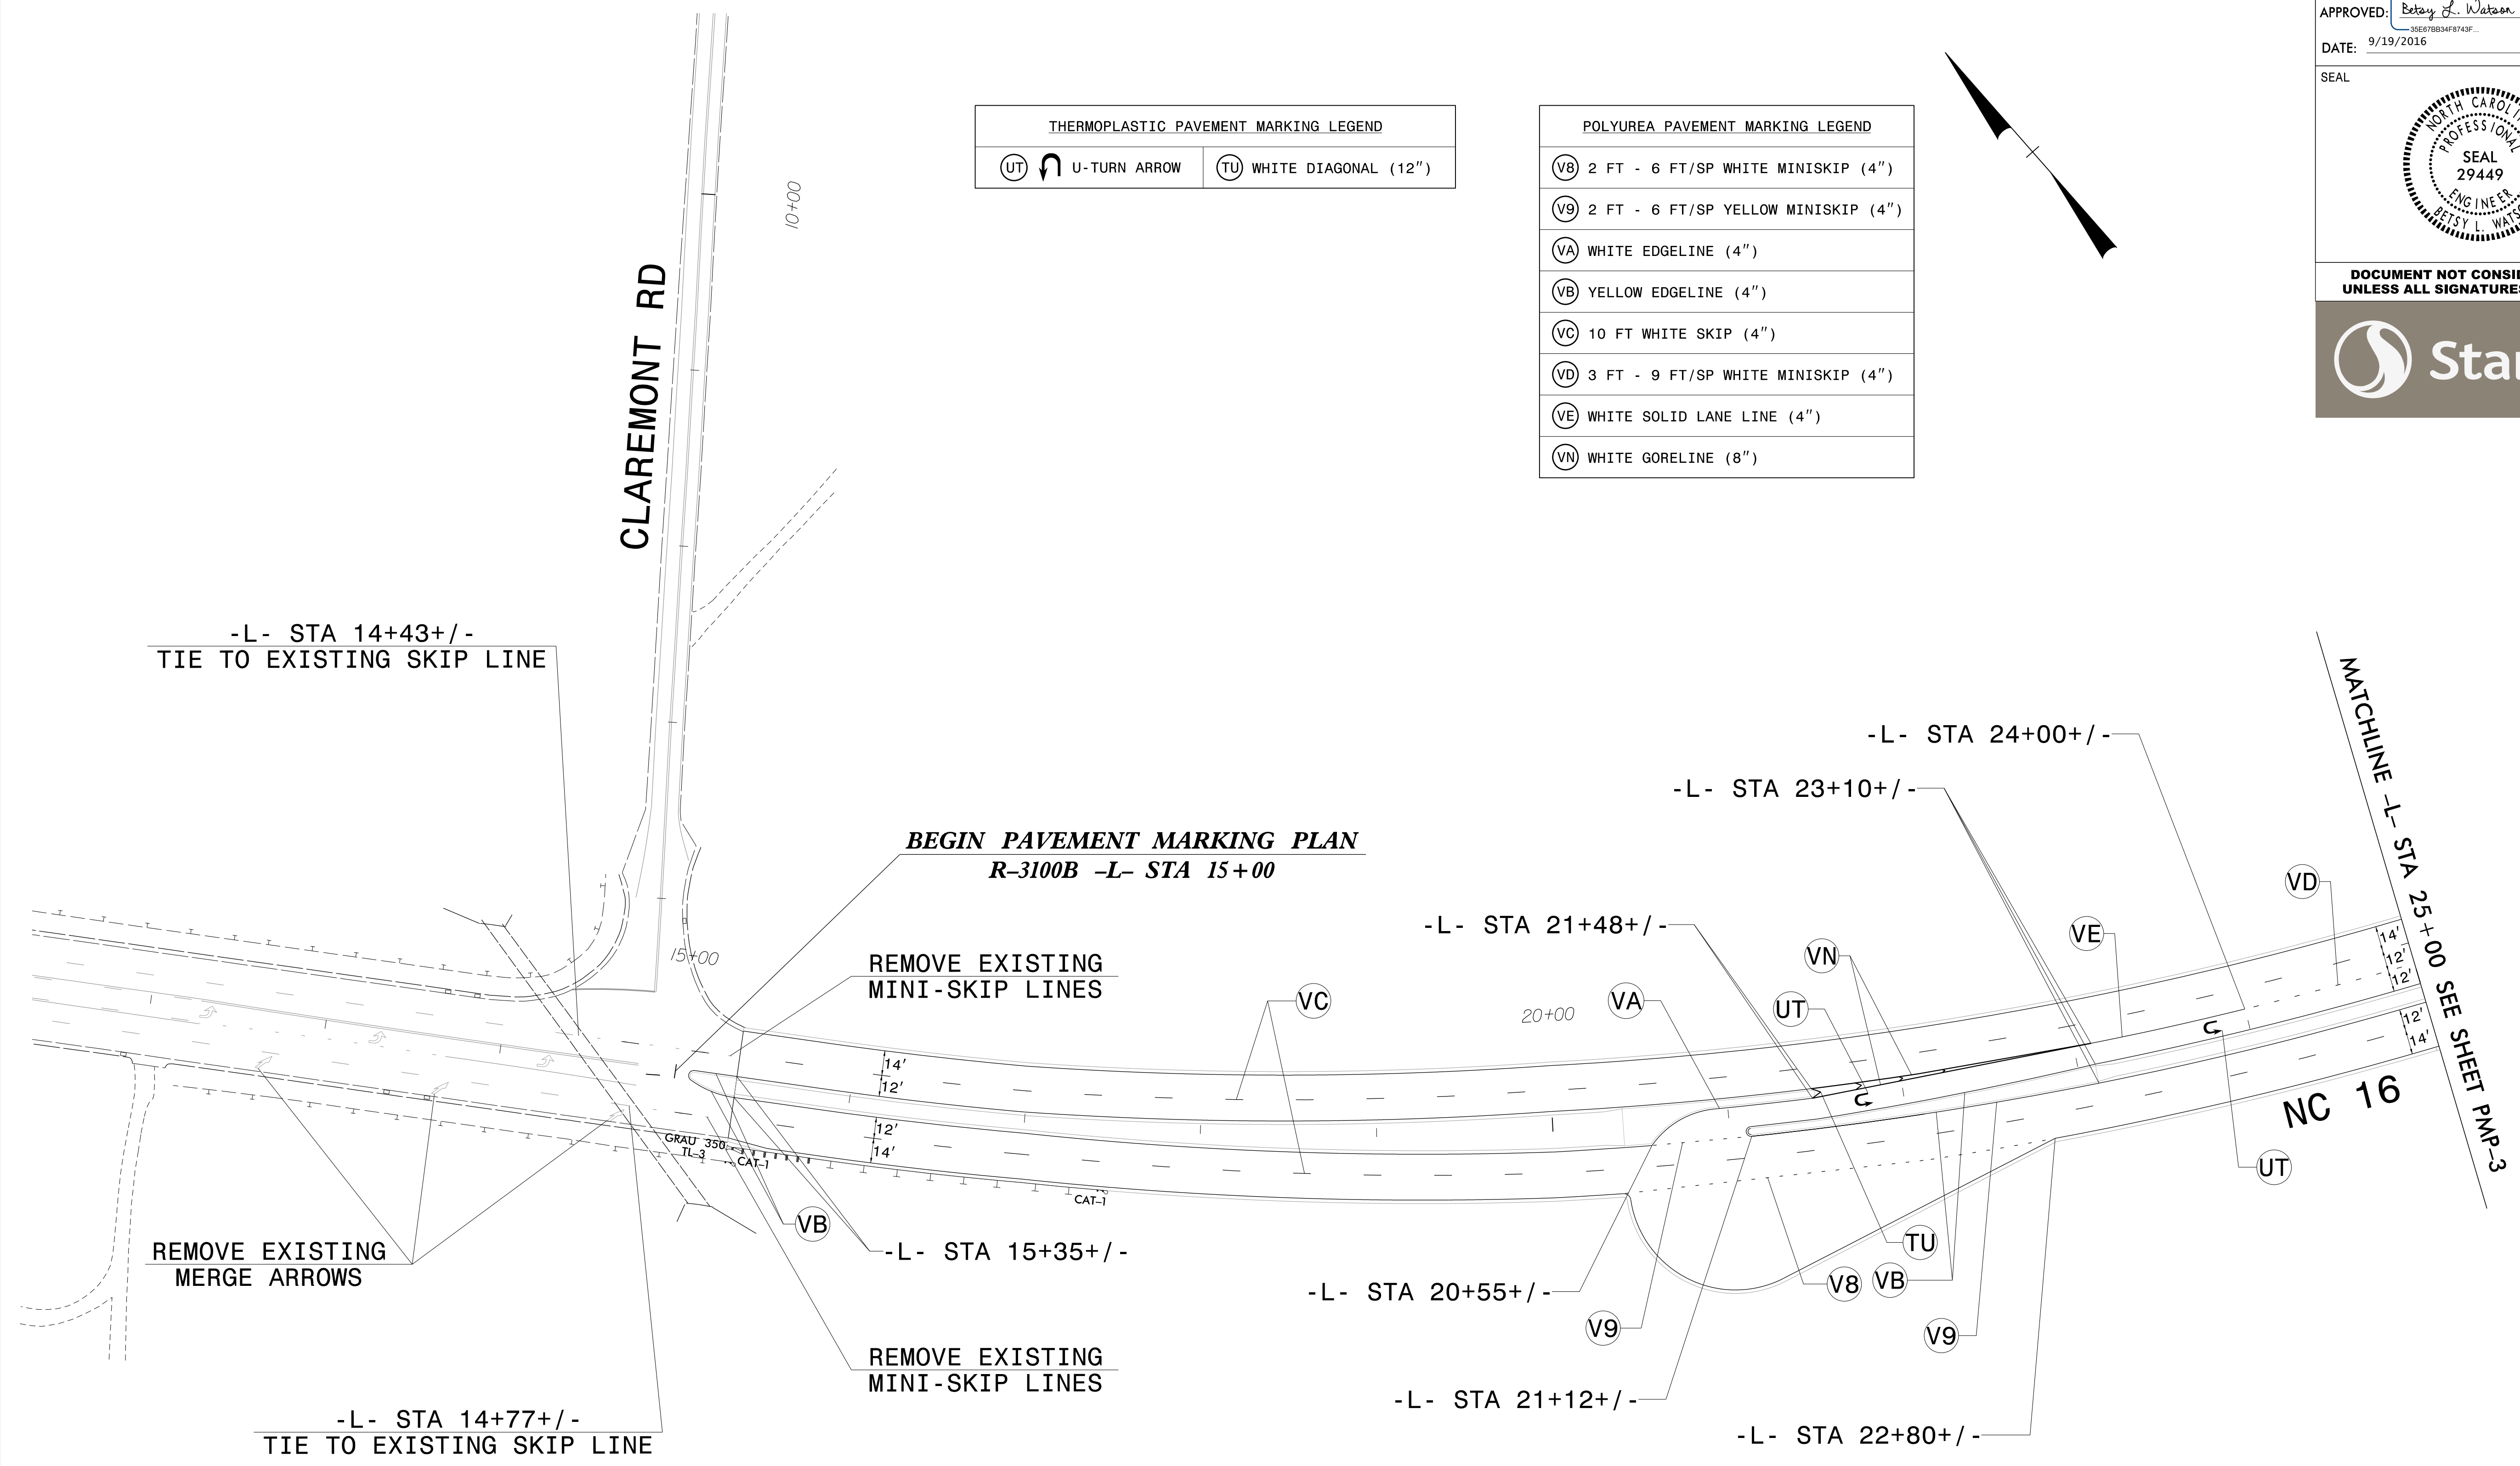 APPROVED: Betsy L. Watson
35E67BB34F8743F...
DATE: 9/19/2016
SEAL
NORTH CAROLIN
PROFESSIONAL
SEAL
29449
ENGINEER
BETSY L. WATSO
DOCUMENT NOT CONSI
UNLESS ALL SIGNATURES
THERMOPLASTIC PAVEMENT MARKING LEGEND
UT U-TURN ARROW
TU WHITE DIAGONAL (12")
POLYUREA PAVEMENT MARKING LEGEND
V8 2 FT - 6 FT/SP WHITE MINISKIP (4")
V9 2 FT - 6 FT/SP YELLOW MINISKIP (4")
VA WHITE EDGELINE (4")
VB YELLOW EDGELINE (4")
VC 10 FT WHITE SKIP (4")
VD 3 FT - 9 FT/SP WHITE MINISKIP (4")
VE WHITE SOLID LANE LINE (4")
VN WHITE GORELINE (8")
10+00
CLAREMONT RD
-L- STA 14+43+/-
TIE TO EXISTING SKIP LINE
MATCHLINE -L- STA 25+00 SEE SHEET PMP-3
-L- STA 24+00+/-
-L- STA 23+10+/-
BEGIN PAVEMENT MARKING PLAN
R-3100B -L- STA 15+00
VD
-L- STA 21+48+/-
VE
VN
15+00
REMOVE EXISTING
MINI-SKIP LINES
VC
20+00
VA
UT
14'
12'
12'
12'
14'
14'
12'
12'
14'
NC 16
GRAU 350
TL-3
CAT-1
CAT-1
UT
VB
REMOVE EXISTING
MERGE ARROWS
-L- STA 15+35+/-
TU
-L- STA 20+55+/-
V8
VB
V9
V9
REMOVE EXISTING
MINI-SKIP LINES
-L- STA 21+12+/-
-L- STA 14+77+/-
TIE TO EXISTING SKIP LINE
-L- STA 22+80+/-